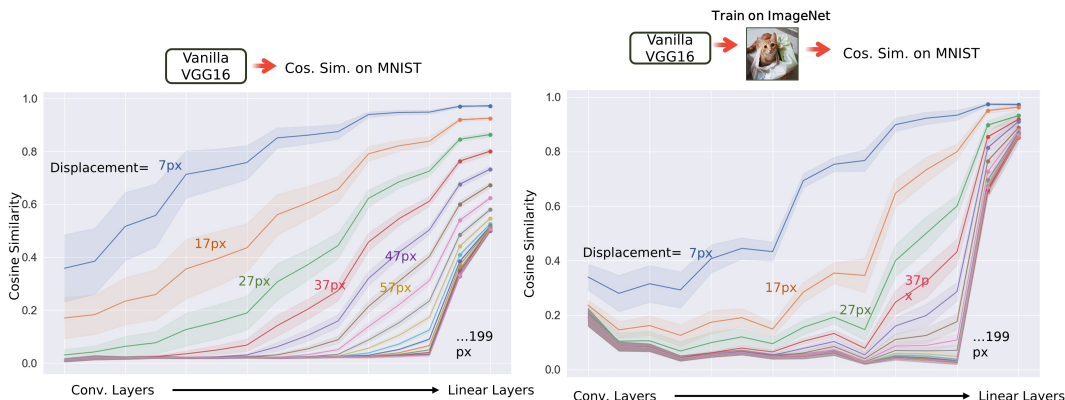 Vanilla
VGG16
Cos. Sim. on MNIST
1.0
0.8
0.6
0.4
0.2
0.0
Cosine Similarity
Displacement= 7px
17px
27px
37px
47px
57px
...199
px
Conv. Layers
Linear Layers
Train on ImageNet
Vanilla
VGG16
Cos. Sim. on MNIST
1.0
0.8
0.6
0.4
0.2
0.0
Cosine Similarity
Displacement= 7px
17px
27px
37p
x
...199
px
Conv. Layers
Linear Layers